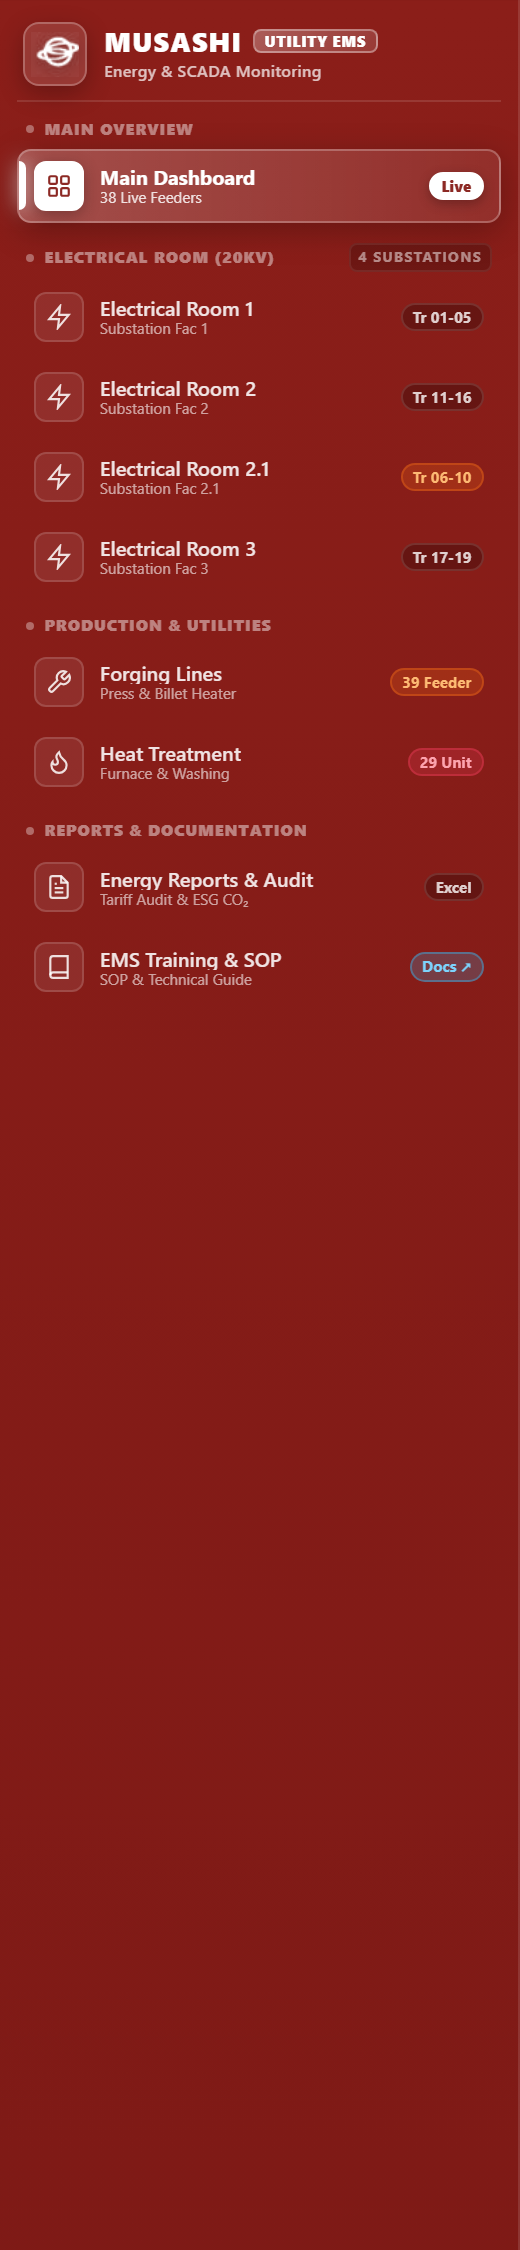 MUSASHI UTILITY EMS
Energy & SCADA Monitoring
MAIN OVERVIEW
Main Dashboard
38 Live Feeders
Live
ELECTRICAL ROOM (20KV) 4 SUBSTATIONS
Electrical Room 1
Substation Fac 1
Tr 01-05
Electrical Room 2
Substation Fac 2
Tr 11-16
Electrical Room 2.1
Substation Fac 2.1
Tr 06-10
Electrical Room 3
Substation Fac 3
Tr 17-19
PRODUCTION & UTILITIES
Forging Lines
Press & Billet Heater
39 Feeder
Heat Treatment
Furnace & Washing
29 Unit
REPORTS & DOCUMENTATION
Energy Reports & Audit
Tariff Audit & ESG CO₂
Excel
EMS Training & SOP
SOP & Technical Guide
Docs ↗